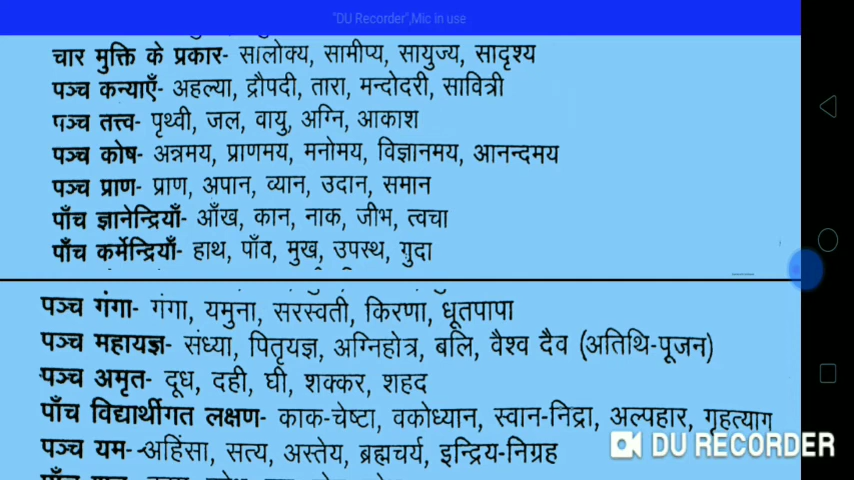 "DU Recorder",Mic in use
चार मुक्ति के प्रकार- सालोक्य, सामीप्य, सायुज्य, सादृश्य
पञ्च कन्याएँ- अहल्या, द्रौपदी, तारा, मन्दोदरी, सावित्री
पञ्च तत्त्व- पृथ्वी, जल, वायु, अग्नि, आकाश
पञ्च कोष- अन्नमय, प्राणमय, मनोमय, विज्ञानमय, आनन्दमय
पञ्च प्राण- प्राण, अपान, व्यान, उदान, समान
पाँच ज्ञानेन्द्रियाँ- आँख, कान, नाक, जीभ, त्वचा
पाँच कर्मेन्द्रियाँ- हाथ, पाँव, मुख, उपस्थ, गुदा
पञ्च गंगा- गंगा, यमुना, सरस्वती, किरणा, धूतपापा
पञ्च महायज्ञ- संध्या, पितृयज्ञ, अग्निहोत्र, बलि, वैश्व दैव (अतिथि-पूजन)
पञ्च अमृत- दूध, दही, घी, शक्कर, शहद
पाँच विद्यार्थीगत लक्षण- काक-चेष्टा, वकोध्यान, स्वान-निद्रा, अल्पहार, गृहत्याग
पञ्च यम- अहिंसा, सत्य, अस्तेय, ब्रह्मचर्य, इन्द्रिय-निग्रह
DU RECORDER